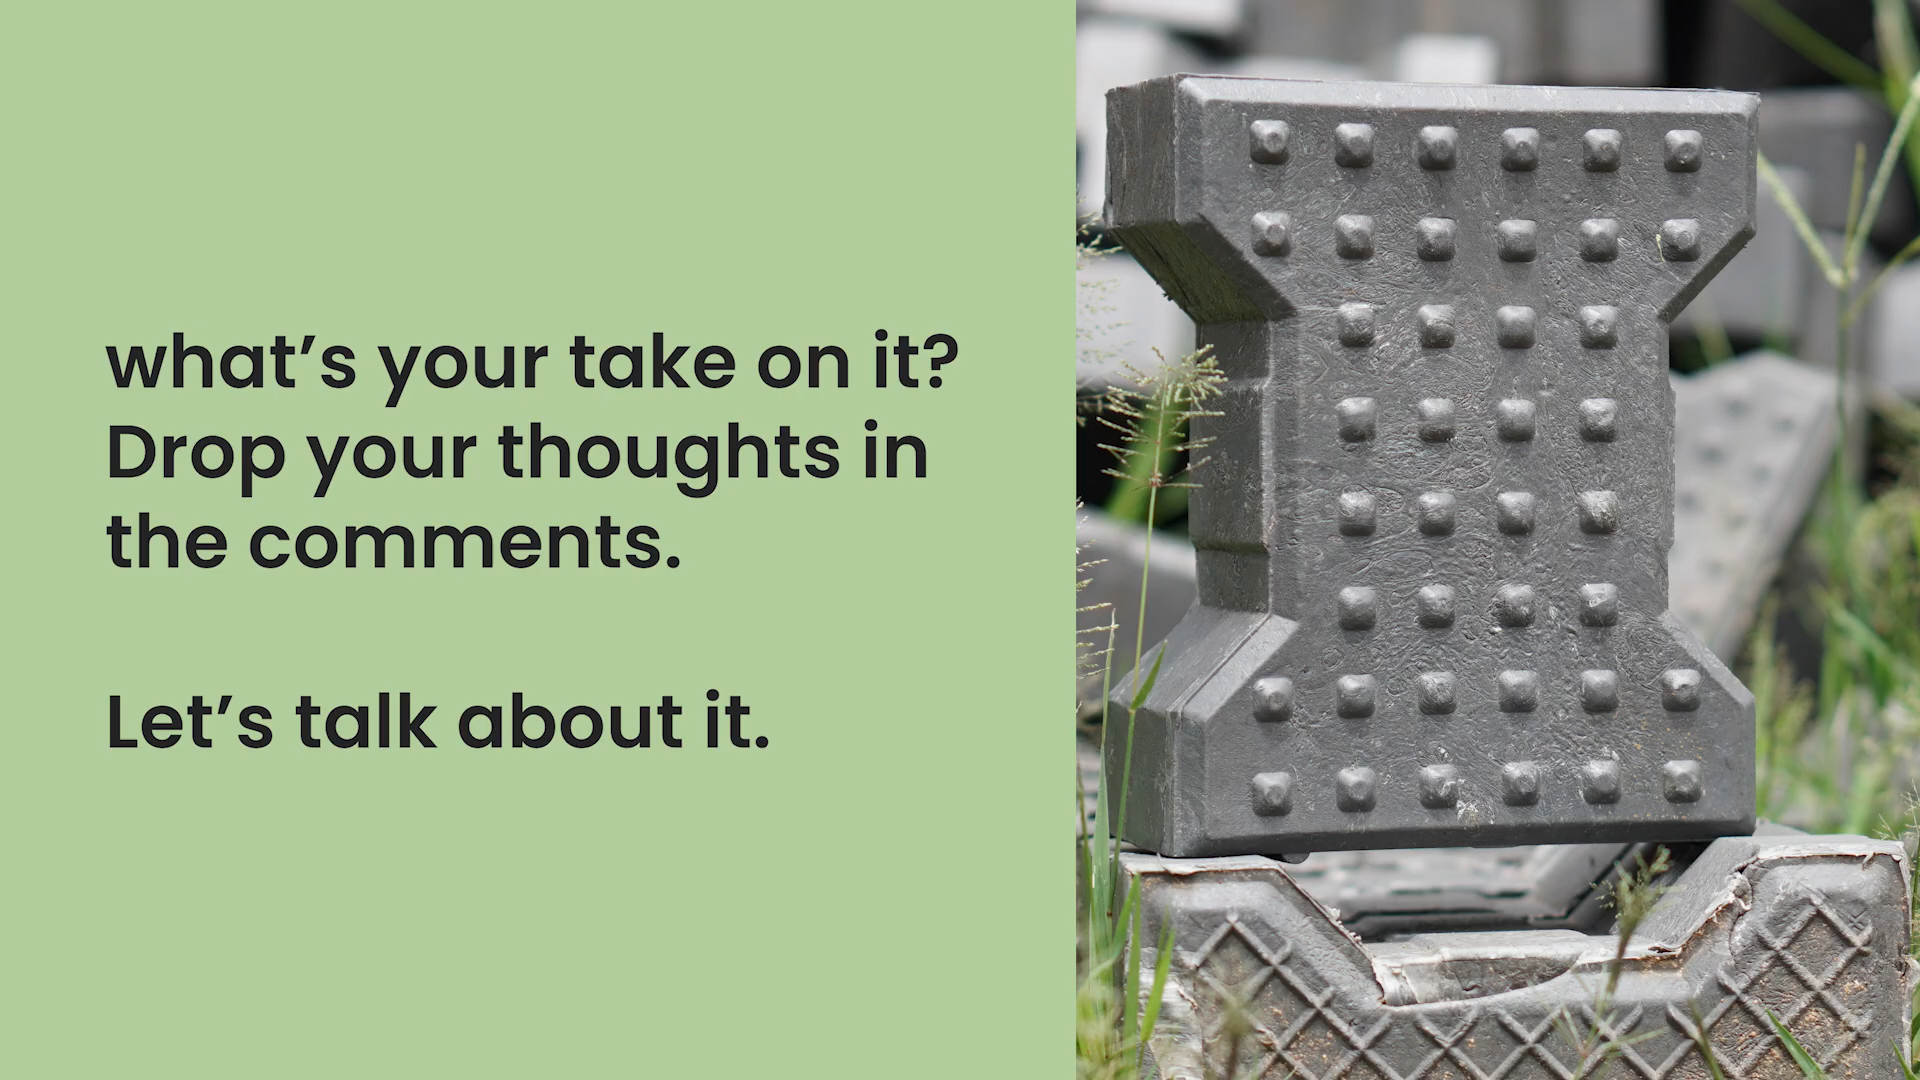 what’s your take on it?
Drop your thoughts in
the comments.
Let’s talk about it.